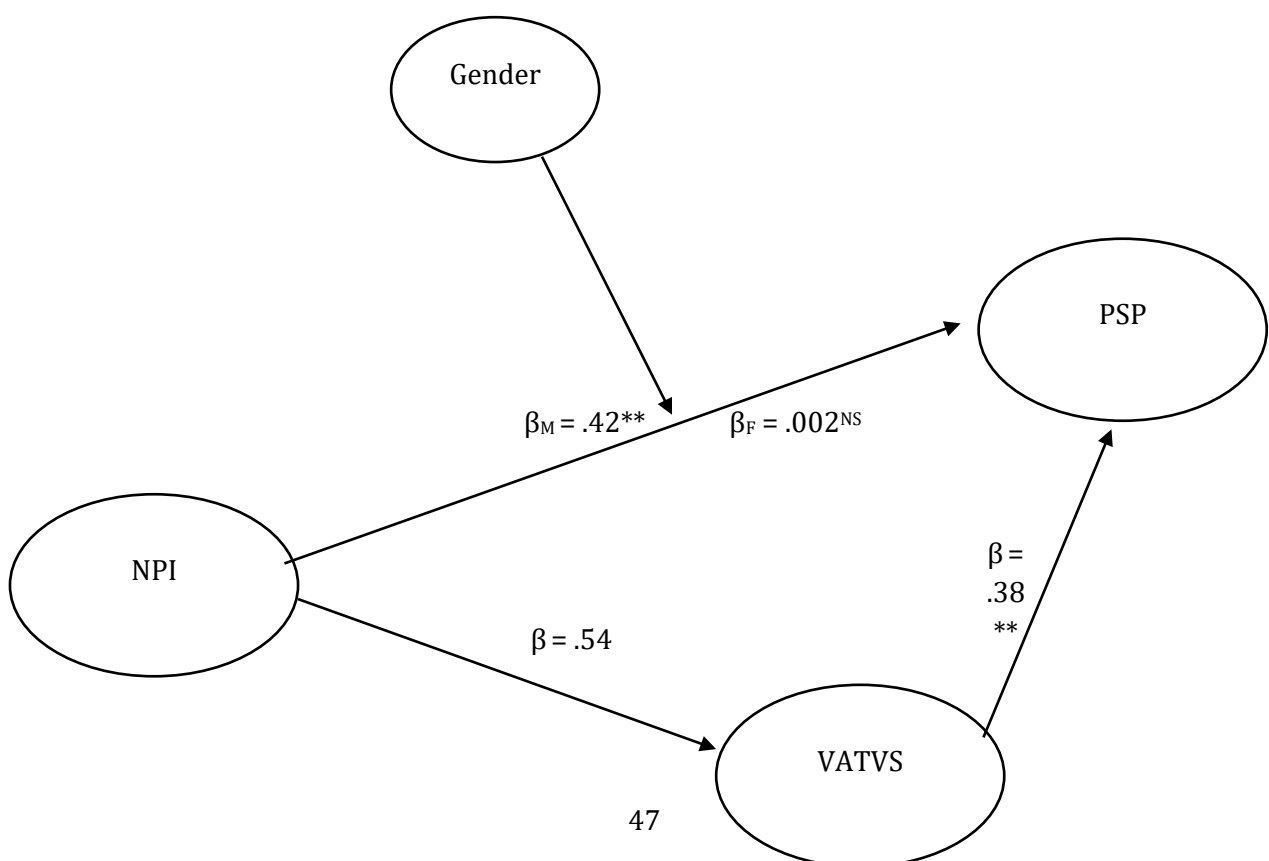 Gender
PSP
βM = .42**
βF = .002NS
NPI
β =
.38
**
β = .54
VATVS
47